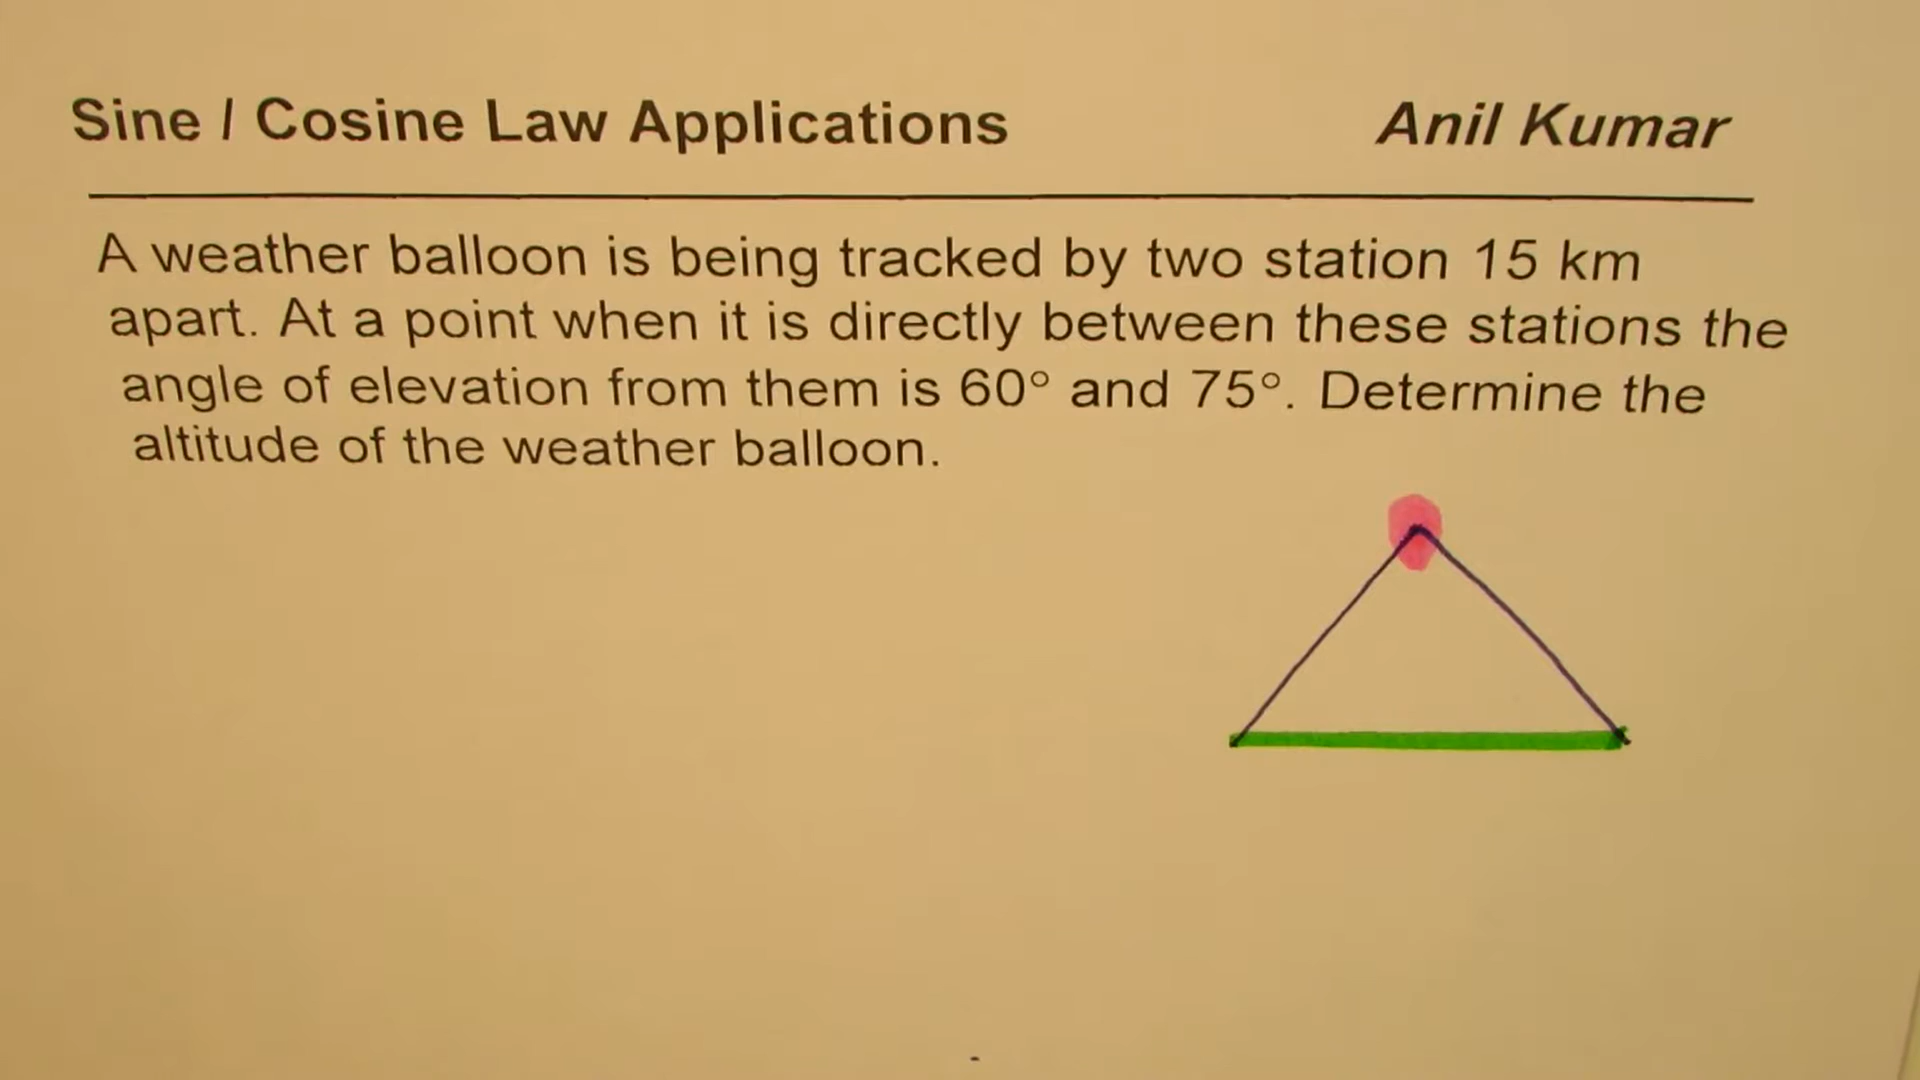 Sine / Cosine Law Applications Anil Kumar
A weather balloon is being tracked by two station 15 km
apart. At a point when it is directly between these stations the
angle of elevation from them is 60° and 75°. Determine the
altitude of the weather balloon.